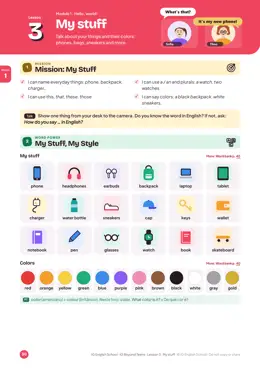 Module 1 · Hello, world!
LESSON
3
My stuff
Talk about your things and their colors:
phones, bags, sneakers and more.
What's that?
It's my new phone!
1
MISSION
Mission: My Stuff
I can name everyday things: phone, backpack,
charger.
I can use a / an and plurals: a watch, two
watches.
I can use this, that, these, those.
I can say colors: a black backpack, white
sneakers.
Show one thing from your desk to the camera. Do you know the word in English? If not, ask:
How do you say ... in English?
WORD POWER
My Stuff, My Style
My stuff
phone
headphones
earbuds
backpack
laptop
tablet
charger
water bottle
sneakers
cap
keys
wallet
notebook
pen
glasses
watch
book
skateboard
Colors
red
orange
yellow
green
blue
purple
pink
brown
black
white
gray
gold